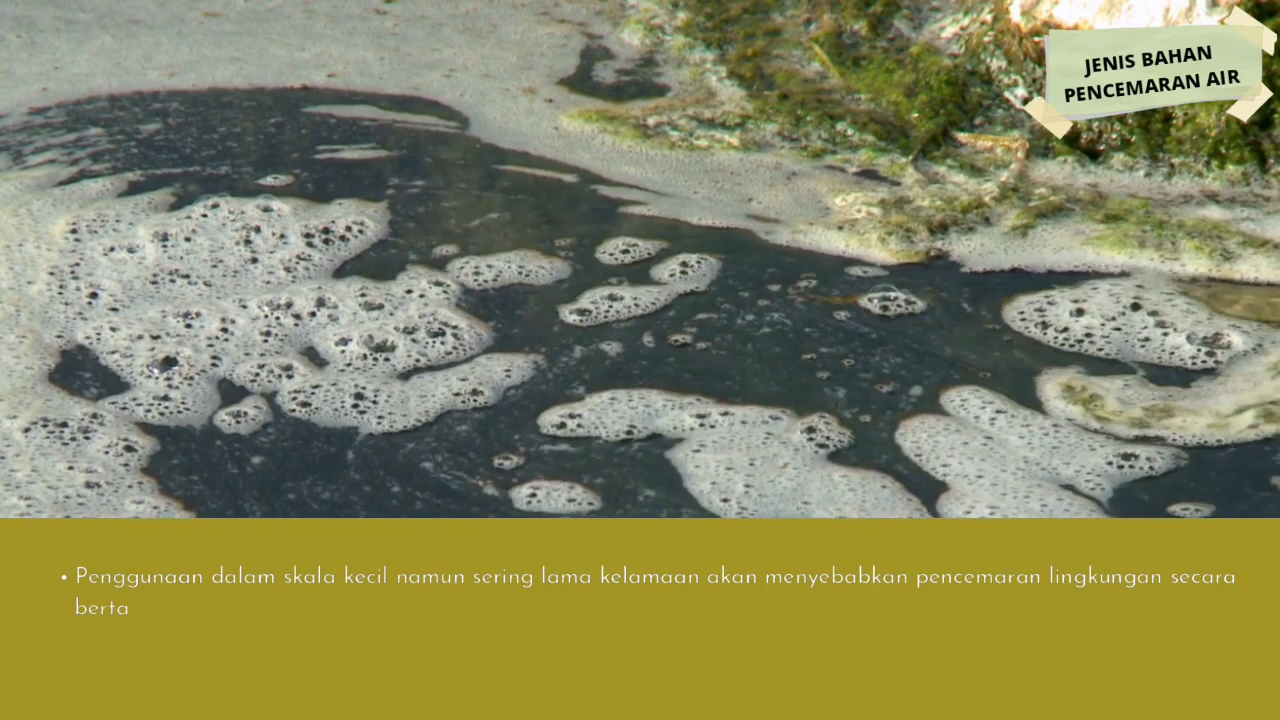 JENIS BAHAN
PENCEMARAN AIR
• Penggunaan dalam skala kecil namun sering lama kelamaan akan menyebabkan pencemaran lingkungan secara
berta